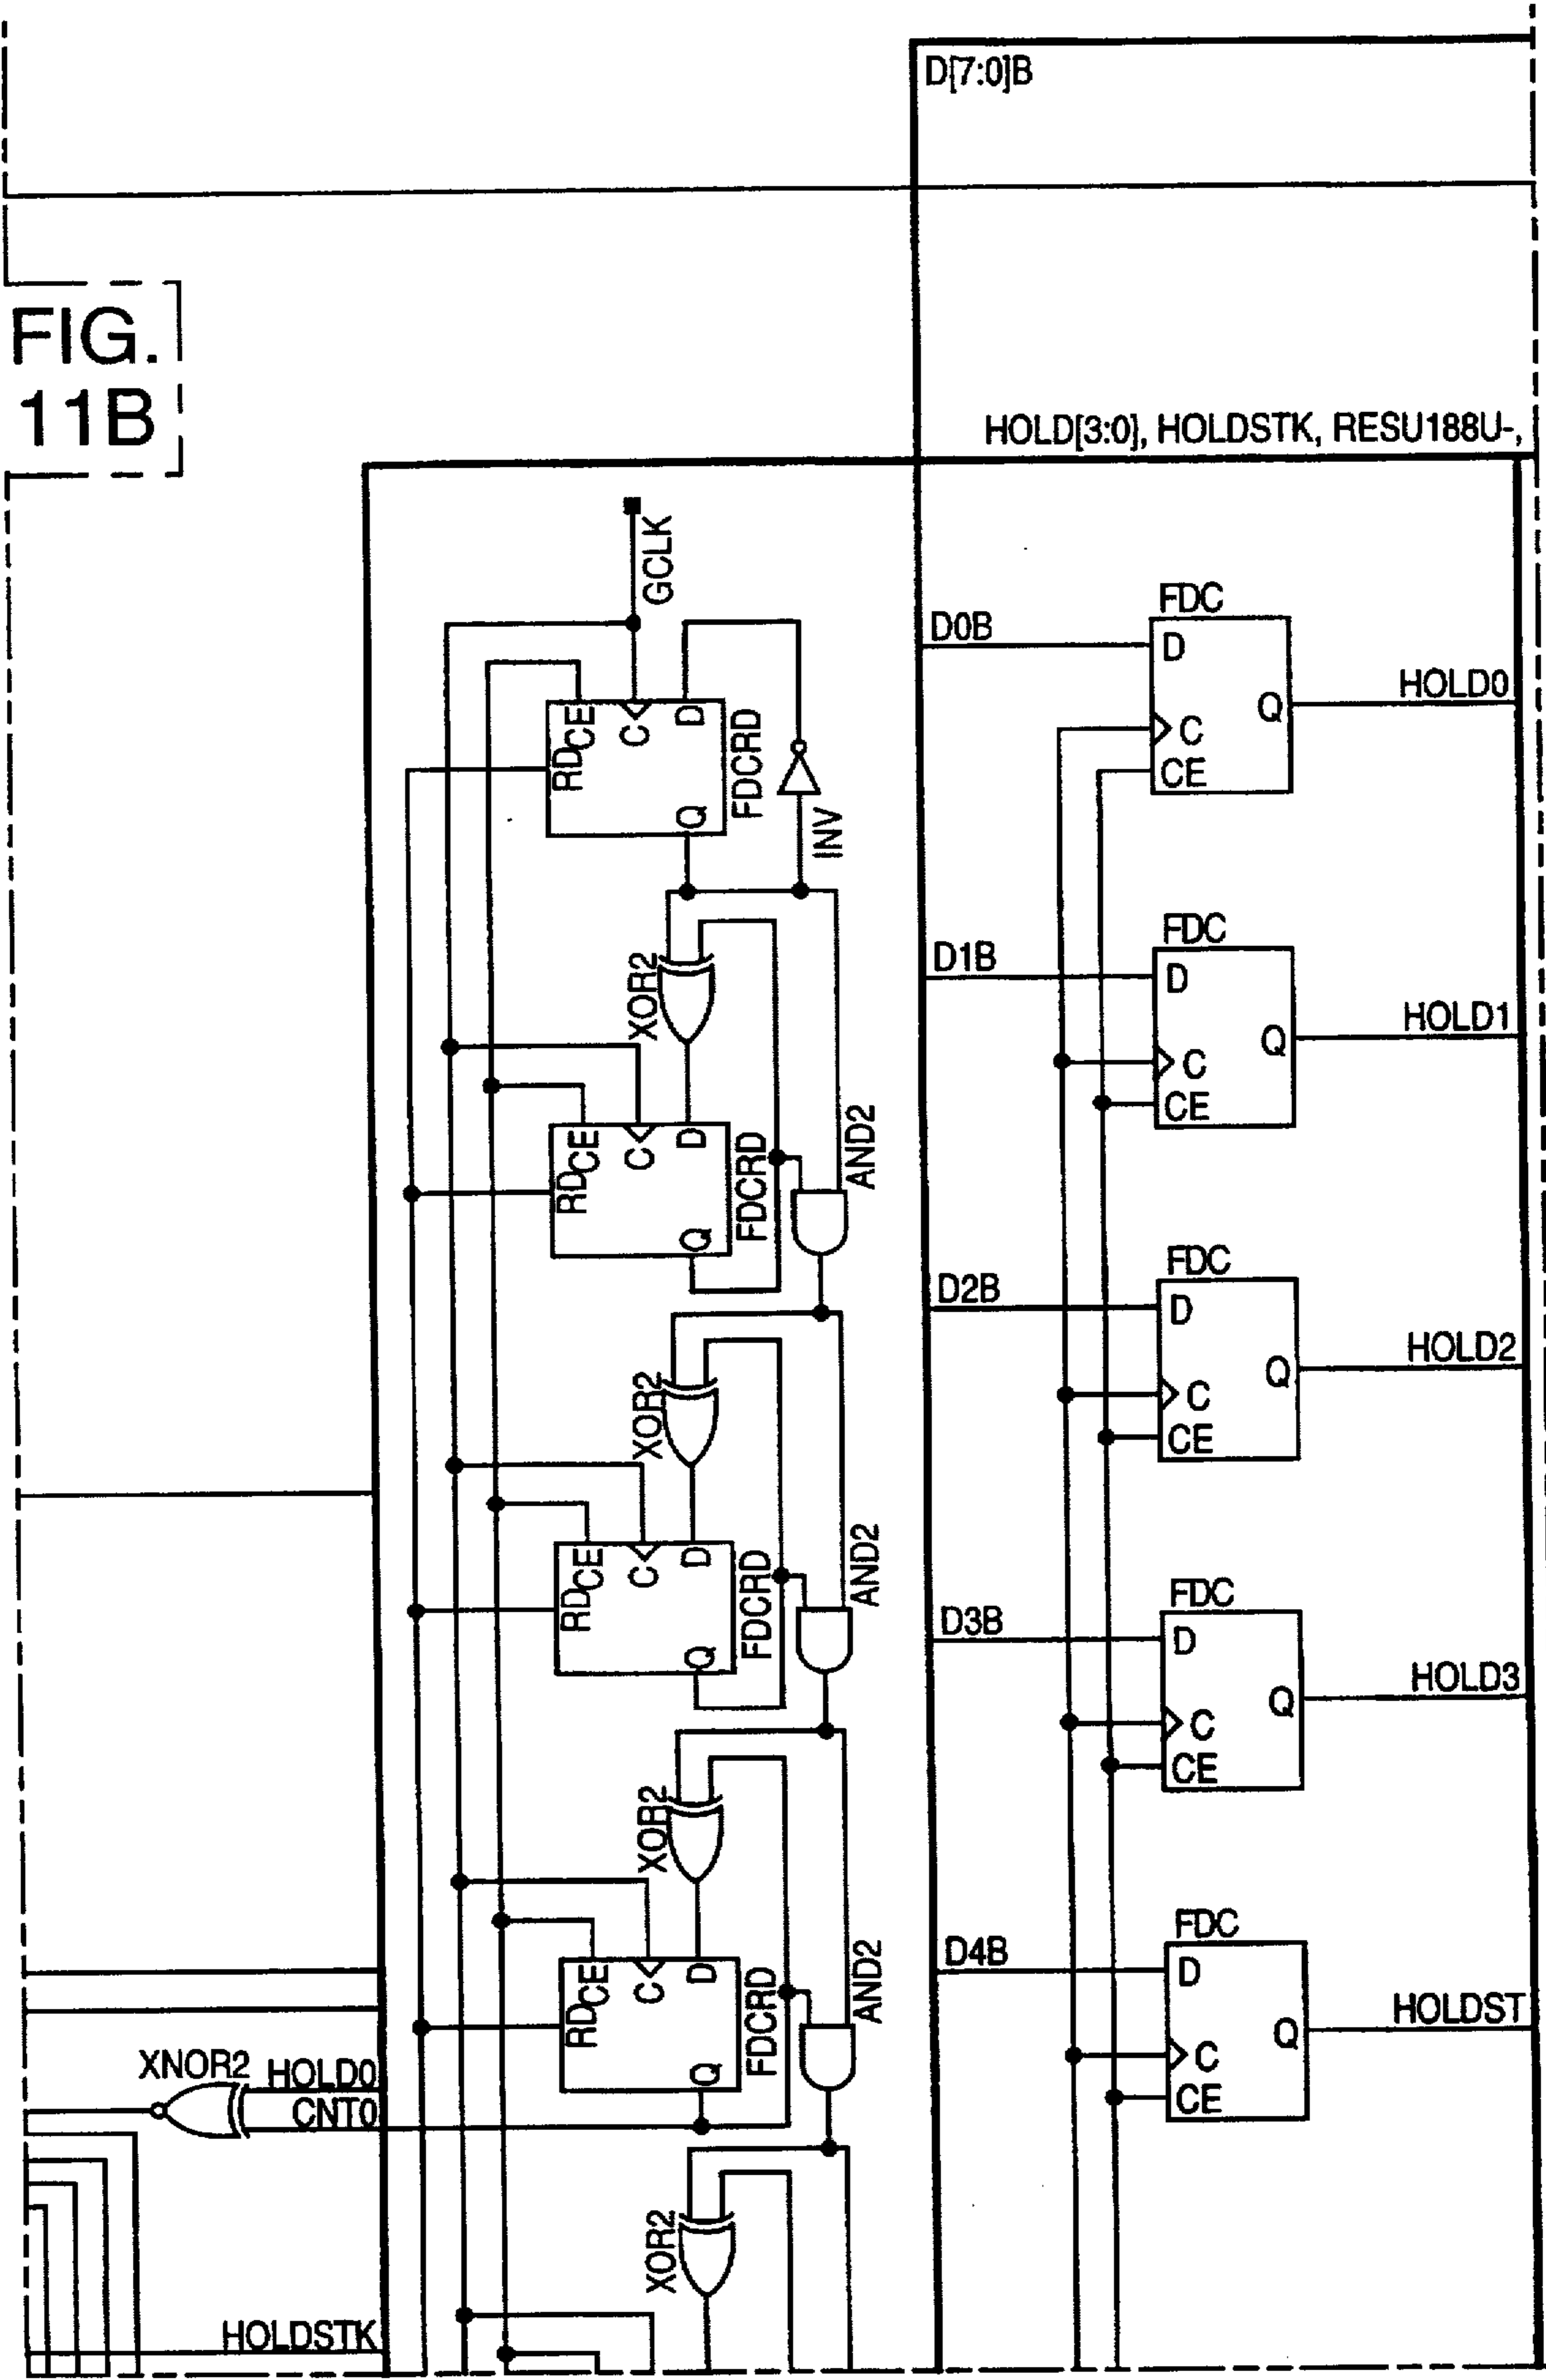 D[7:0]B
FIG.
11B
HOLD[3:0], HOLDSTK, RESU188U-,
GCLK
RD
CE
C
D
Q
FDCRD
INV
XOR2
RD
CE
C
D
Q
FDCRD
AND2
XOR2
RD
CE
C
D
Q
FDCRD
AND2
XOR2
RD
CE
C
D
Q
FDCRD
AND2
XOR2
XNOR2
HOLD0
CNT0
HOLDSTK
D0B
FDC
D
C
CE
Q
HOLD0
D1B
FDC
D
C
CE
Q
HOLD1
D2B
FDC
D
C
CE
Q
HOLD2
D3B
FDC
D
C
CE
Q
HOLD3
D4B
FDC
D
C
CE
Q
HOLDST